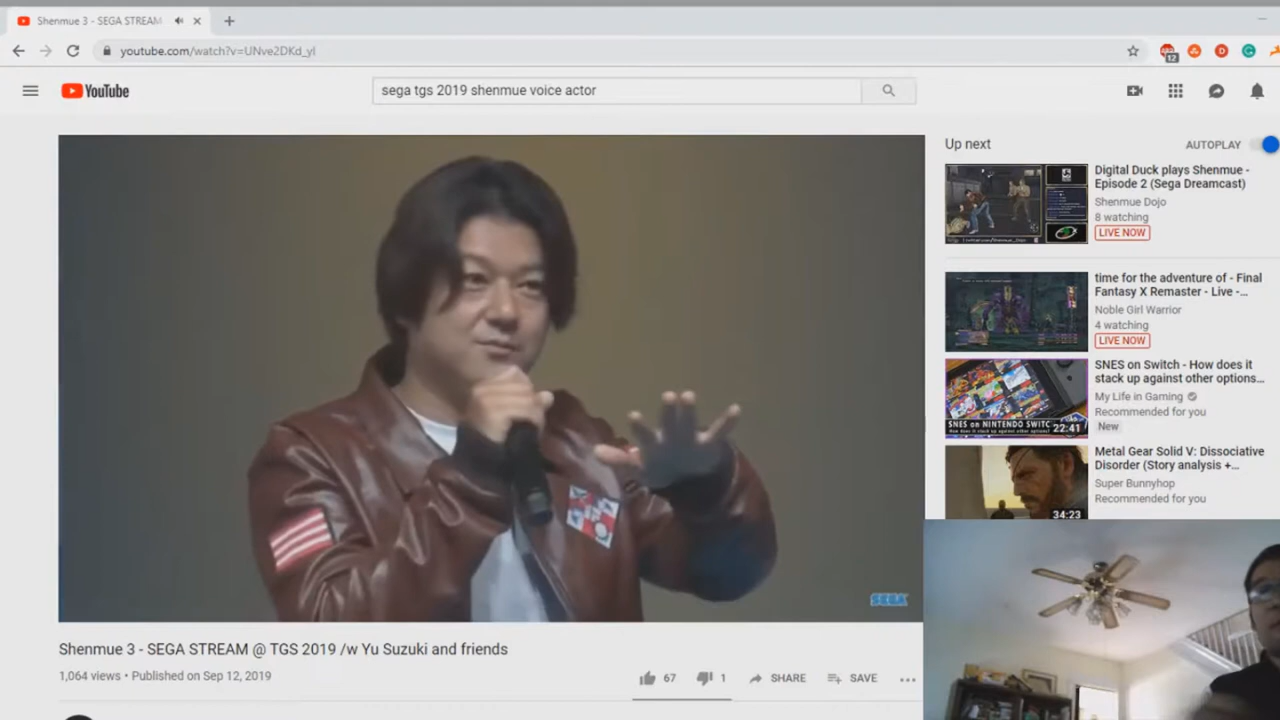 Shenmue 3 - SEGA STREAM
youtube.com/watch?v=UNve2DKd_yI
12
YouTube
sega tgs 2019 shenmue voice actor
Up next
AUTOPLAY
Digital Duck plays Shenmue -
Episode 2 (Sega Dreamcast)
Shenmue Dojo
8 watching
LIVE NOW
time for the adventure of - Final
Fantasy X Remaster - Live -...
Noble Girl Warrior
4 watching
LIVE NOW
SNES on Switch - How does it
stack up against other options...
My Life in Gaming
Recommended for you
New
SNES on NINTENDO SWITC
22:41
Metal Gear Solid V: Dissociative
Disorder (Story analysis +...
Super Bunnyhop
Recommended for you
34:23
SEGA
Shenmue 3 - SEGA STREAM @ TGS 2019 /w Yu Suzuki and friends
1,064 views • Published on Sep 12, 2019
67
1
SHARE
SAVE